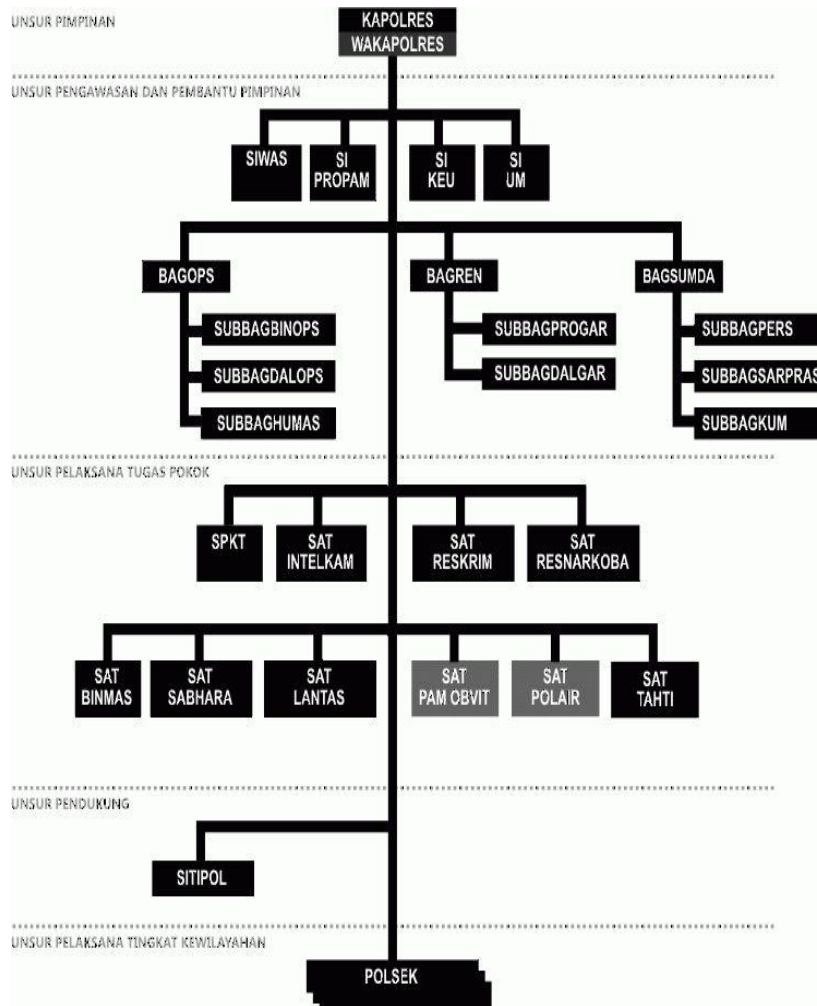 UNSUR PIMPINAN
KAPOLRES
WAKAPOLRES
UNSUR PENGAWASAN DAN PEMBANTU PIMPINAN
SIWAS
SI
PROPAM
SI
KEU
SI
UM
BAGOPS
BAGREN
BAGSUMDA
SUBBAGBINOPS
SUBBAGPROGAR
SUBBAGPERS
SUBBAGDALOPS
SUBBAGDALGAR
SUBBAGSARPRAS
SUBBAGHUMAS
SUBBAGKUM
UNSUR PELAKSANA TUGAS POKOK
SPKT
SAT
INTELKAM
SAT
RESKRIM
SAT
RESNARKOBA
SAT
BINMAS
SAT
SABHARA
SAT
LANTAS
SAT
PAM OBVIT
SAT
POLAIR
SAT
TAHTI
UNSUR PENDUKUNG
SITIPOL
UNSUR PELAKSANA TINGKAT KEWILAYAHAN
POLSEK